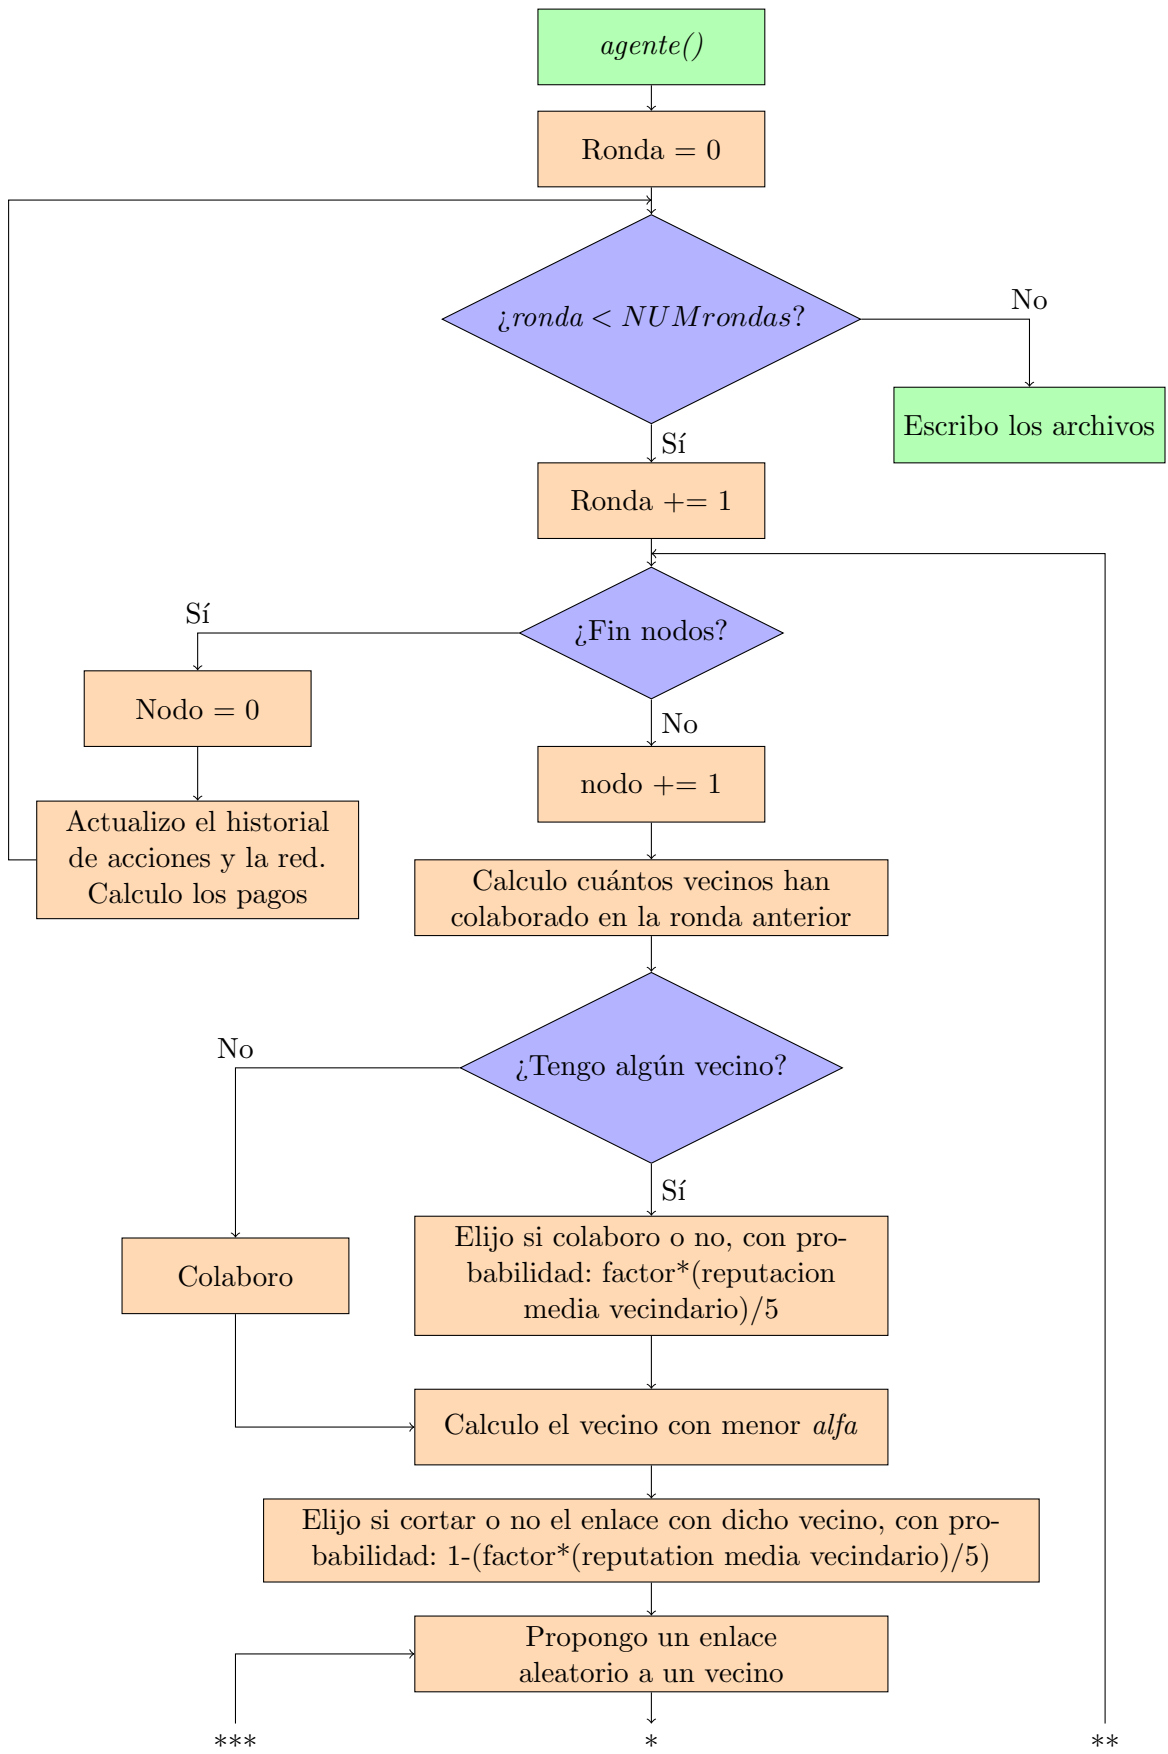 agente()
Ronda = 0
¿ronda < NUMrondas?
No
Escribo los archivos
Sí
Ronda += 1
¿Fin nodos?
Sí
Nodo = 0
No
nodo += 1
Actualizo el historial
de acciones y la red.
Calculo los pagos
Calculo cuántos vecinos han
colaborado en la ronda anterior
¿Tengo algún vecino?
No
Sí
Colaboro
Elijo si colaboro o no, con pro-
babilidad: factor*(reputacion
media vecindario)/5
Calculo el vecino con menor alfa
Elijo si cortar o no el enlace con dicho vecino, con pro-
babilidad: 1-(factor*(reputation media vecindario)/5)
Propongo un enlace
aleatorio a un vecino
***
*
**